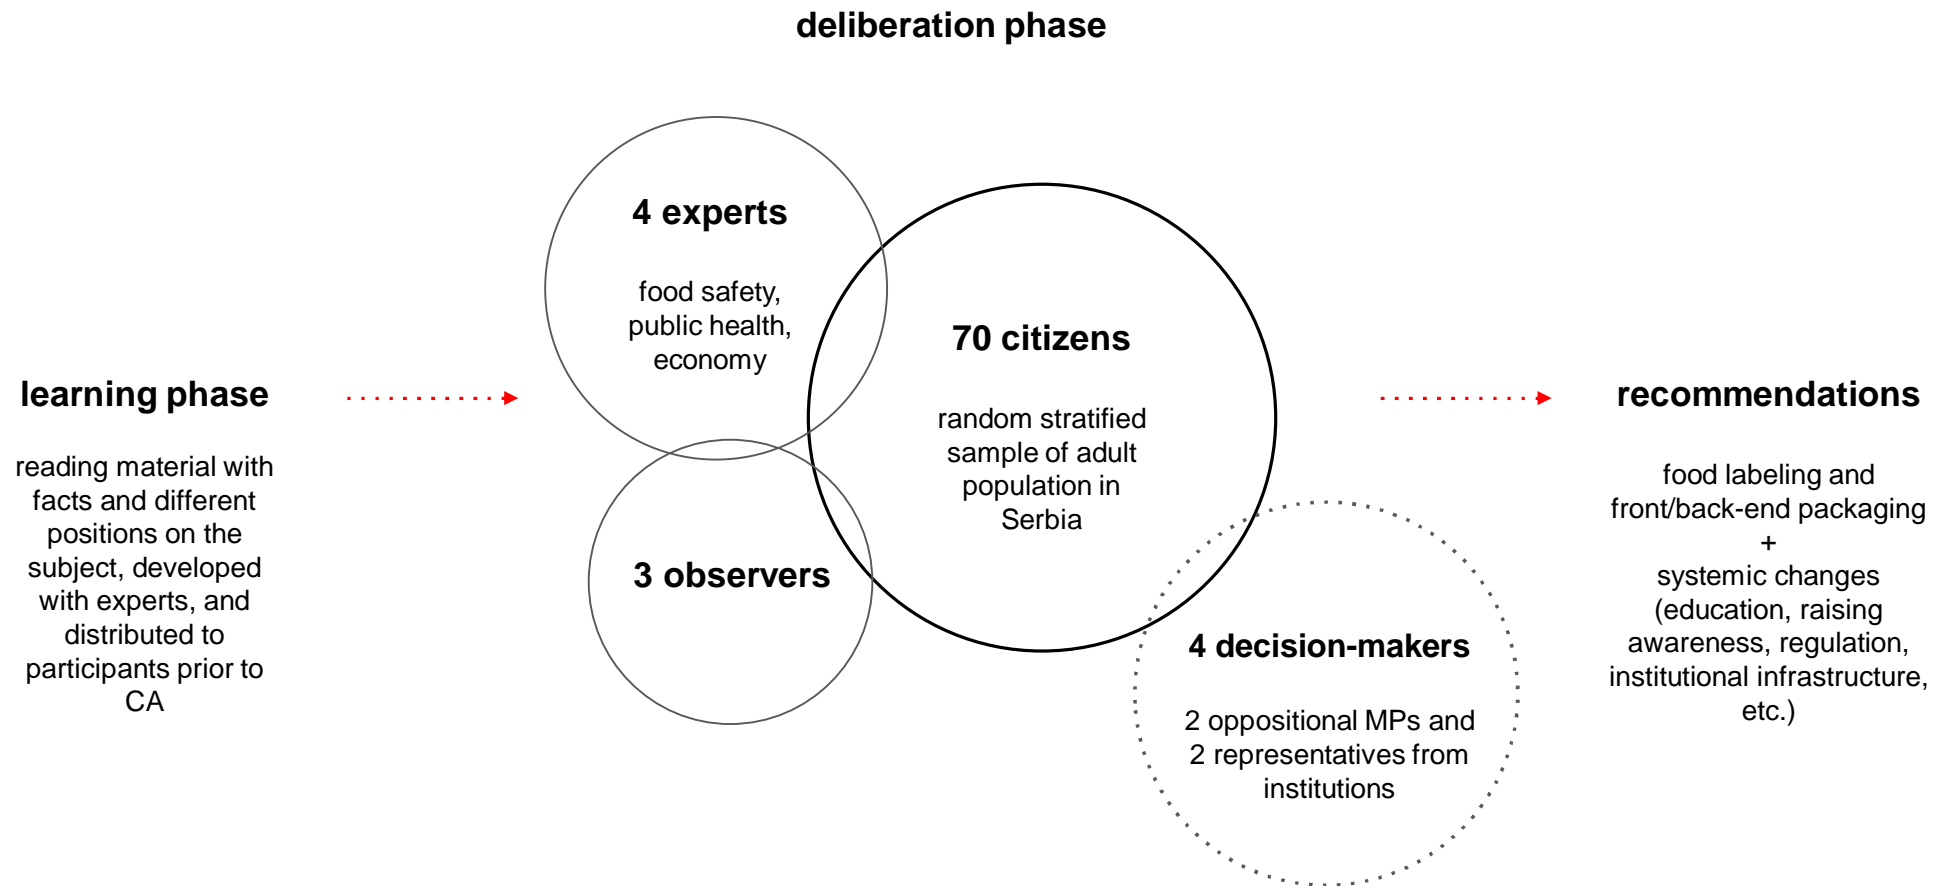 deliberation phase
learning phase
reading material with
facts and different
positions on the
subject, developed
with experts, and
distributed to
participants prior to
CA
4 experts
food safety,
public health,
economy
3 observers
70 citizens
random stratified
sample of adult
population in
Serbia
4 decision-makers
2 oppositional MPs and
2 representatives from
institutions
recommendations
food labeling and
front/back-end packaging
+
systemic changes
(education, raising
awareness, regulation,
institutional infrastructure,
etc.)